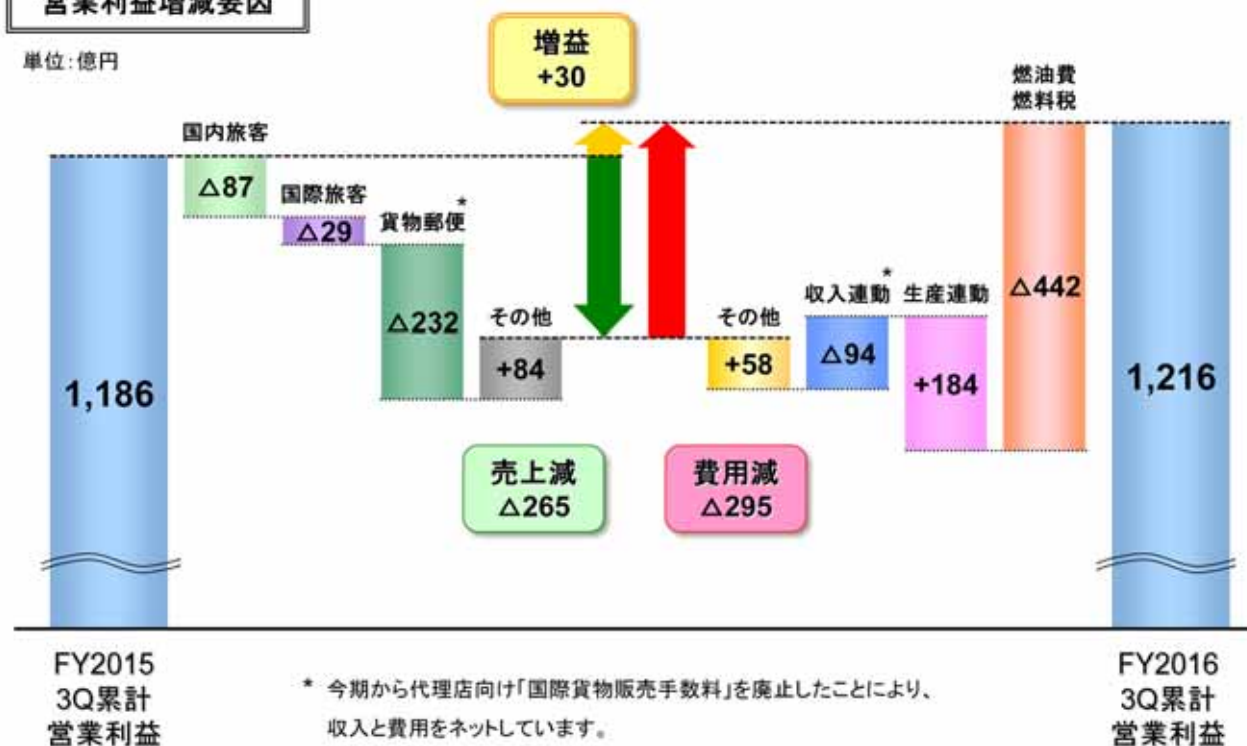 営業利益増減要因
単位:億円
増益
+30
燃油費
燃料税
国内旅客
△87
国際旅客
△29
貨物郵便*
△232
その他
+84
その他
+58
収入連動*
△94
生産連動
+184
△442
1,186
1,216
売上減
△265
費用減
△295
FY2015
3Q累計
営業利益
* 今期から代理店向け「国際貨物販売手数料」を廃止したことにより、
収入と費用をネットしています。
FY2016
3Q累計
営業利益